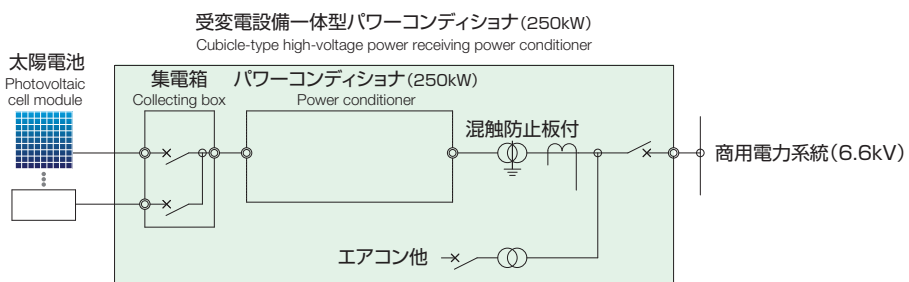 受変電設備一体型パワーコンディショナ(250kW)
Cubicle-type high-voltage power receiving power conditioner
太陽電池
Photovoltaic
cell module
集電箱
Collecting box
パワーコンディショナ(250kW)
Power conditioner
混触防止板付
商用電力系統(6.6kV)
エアコン他